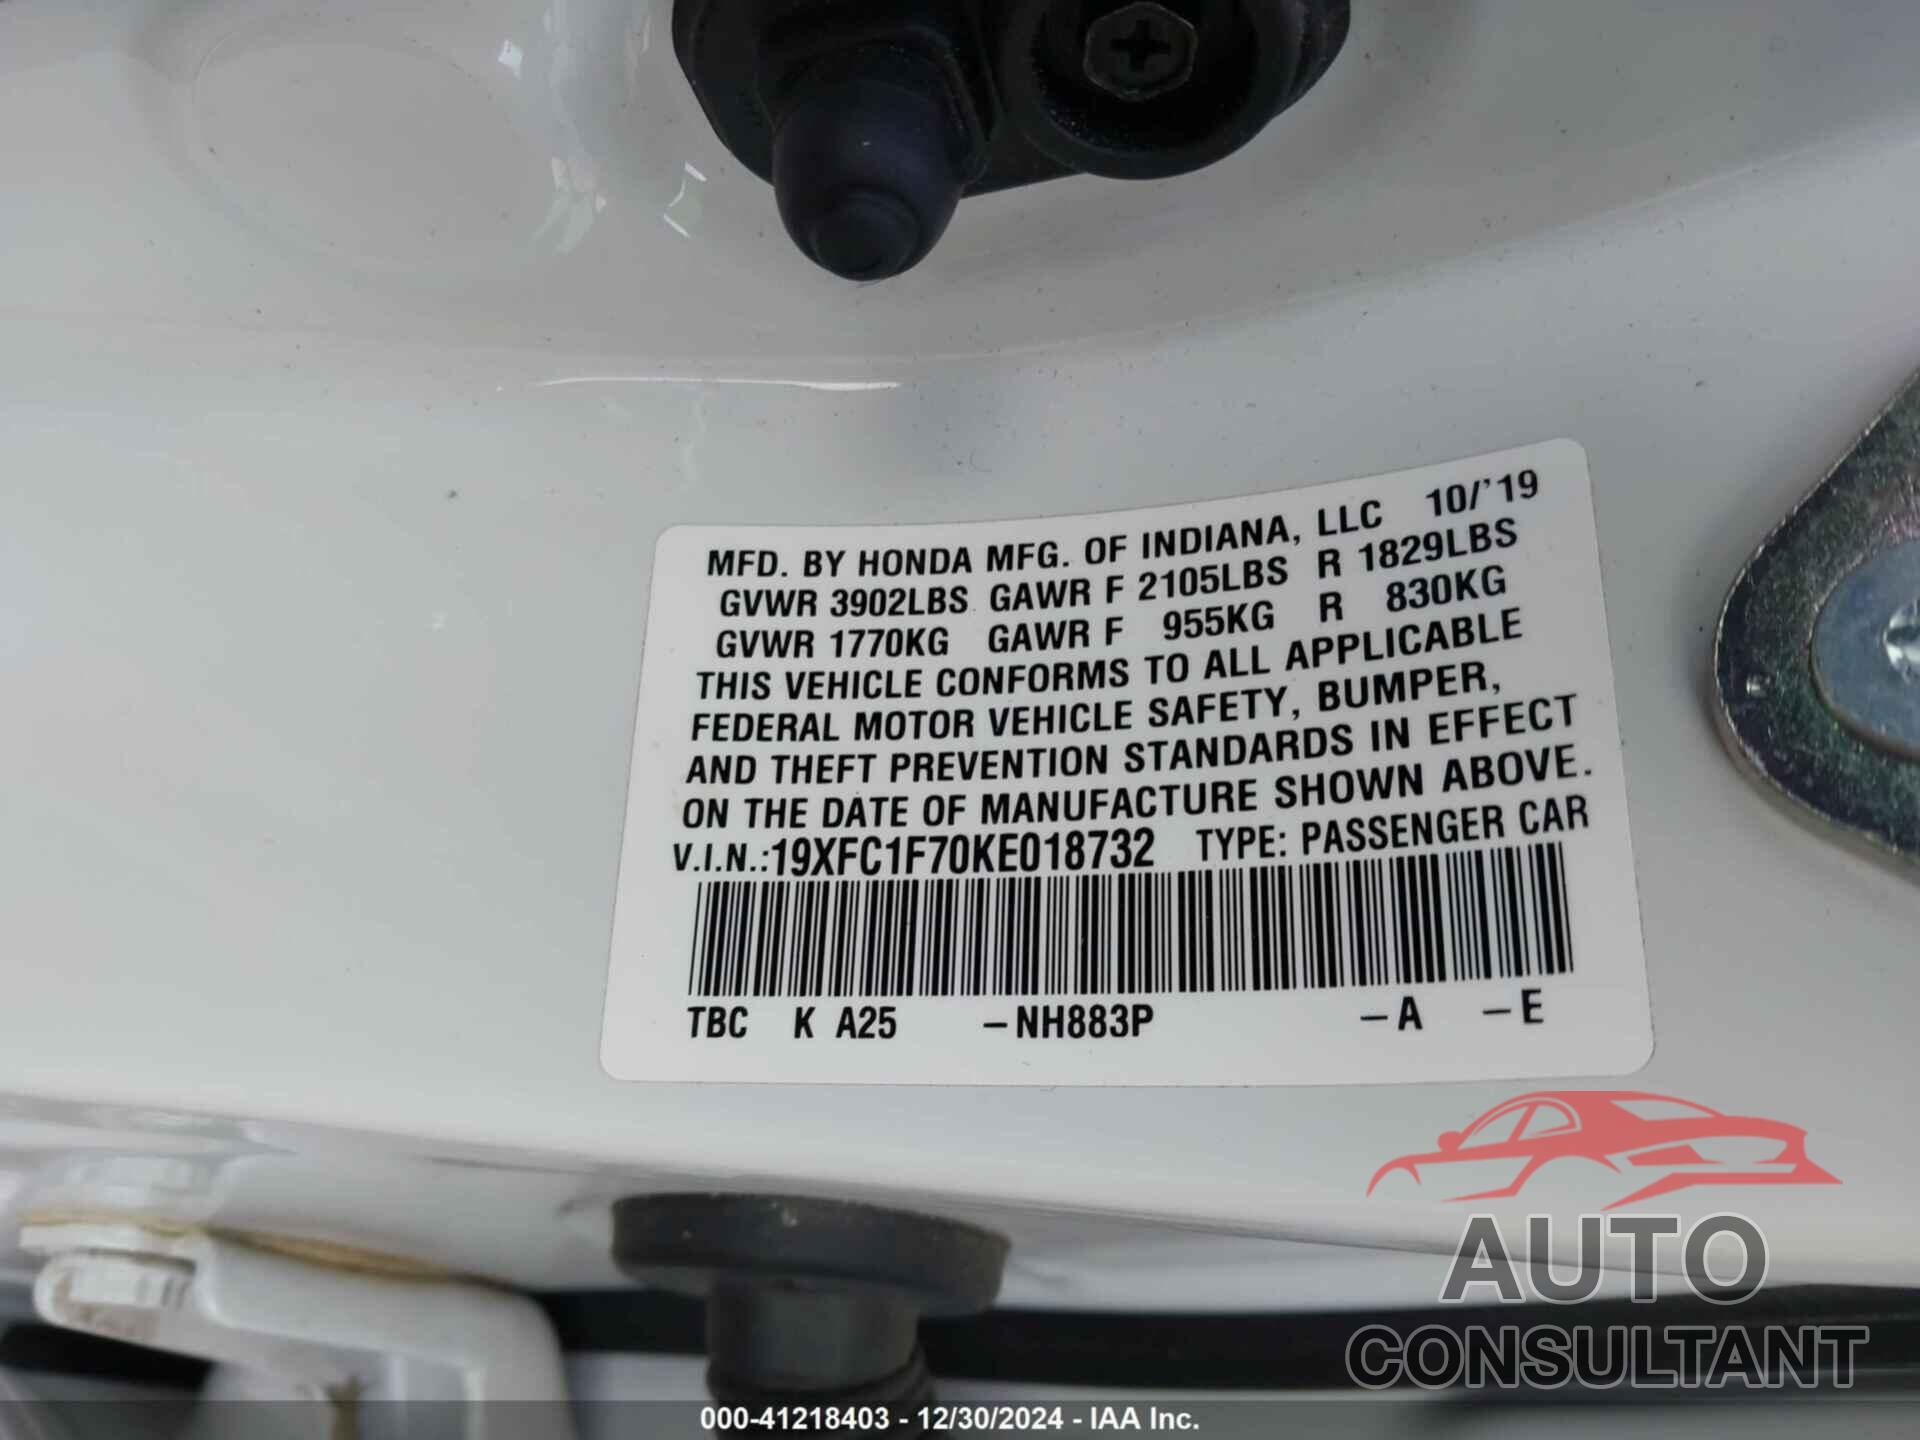 MFD. BY HONDA MFG. OF INDIANA, LLC 10/'19
GVWR 3902LBS GAWR F 2105LBS R 1829LBS
GVWR 1770KG GAWR F 955KG R 830KG
THIS VEHICLE CONFORMS TO ALL APPLICABLE
FEDERAL MOTOR VEHICLE SAFETY, BUMPER,
AND THEFT PREVENTION STANDARDS IN EFFECT
ON THE DATE OF MANUFACTURE SHOWN ABOVE.
V.I.N.:19XFC1F70KE018732 TYPE: PASSENGER CAR
TBC K A25 –NH883P –A –E
AUTO
CONSULTANT
000-41218403 - 12/30/2024 - IAA Inc.